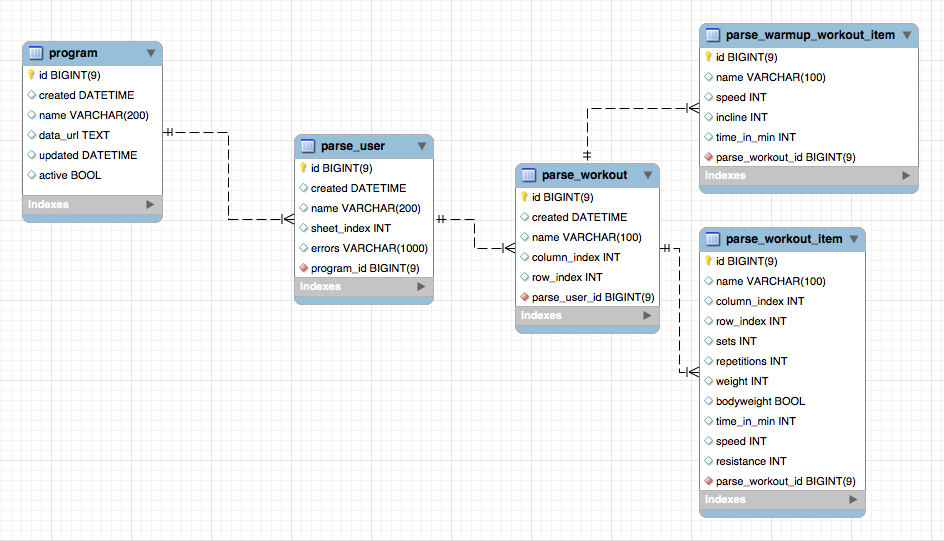 program
id BIGINT(9)
created DATETIME
name VARCHAR(200)
data_url TEXT
updated DATETIME
active BOOL
Indexes
parse_user
id BIGINT(9)
created DATETIME
name VARCHAR(200)
sheet_index INT
errors VARCHAR(1000)
program_id BIGINT(9)
Indexes
parse_workout
id BIGINT(9)
created DATETIME
name VARCHAR(100)
column_index INT
row_index INT
parse_user_id BIGINT(9)
Indexes
parse_warmup_workout_item
id BIGINT(9)
name VARCHAR(100)
speed INT
incline INT
time_in_min INT
parse_workout_id BIGINT(9)
Indexes
parse_workout_item
id BIGINT(9)
name VARCHAR(100)
column_index INT
row_index INT
sets INT
repetitions INT
weight INT
bodyweight BOOL
time_in_min INT
speed INT
resistance INT
parse_workout_id BIGINT(9)
Indexes